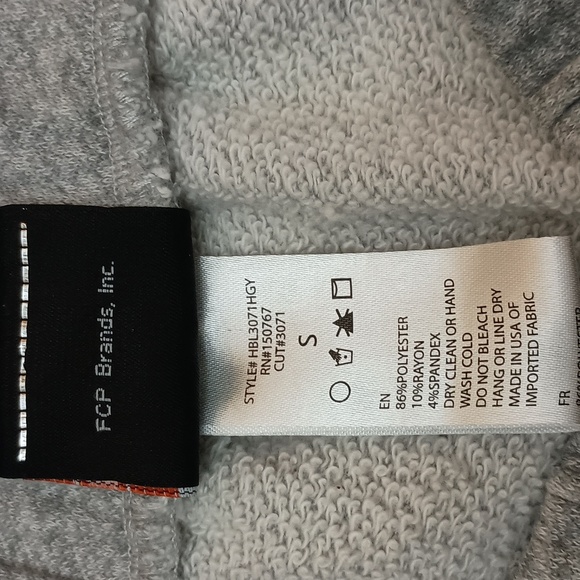 FCP Brands, Inc.
STYLE# HBL3071HGY
RN#150767
CUT#3071
S
EN
86%POLYESTER
10%RAYON
4%SPANDEX
DRY CLEAN OR HAND
WASH COLD
DO NOT BLEACH
HANG OR LINE DRY
MADE IN USA OF
IMPORTED FABRIC
FR